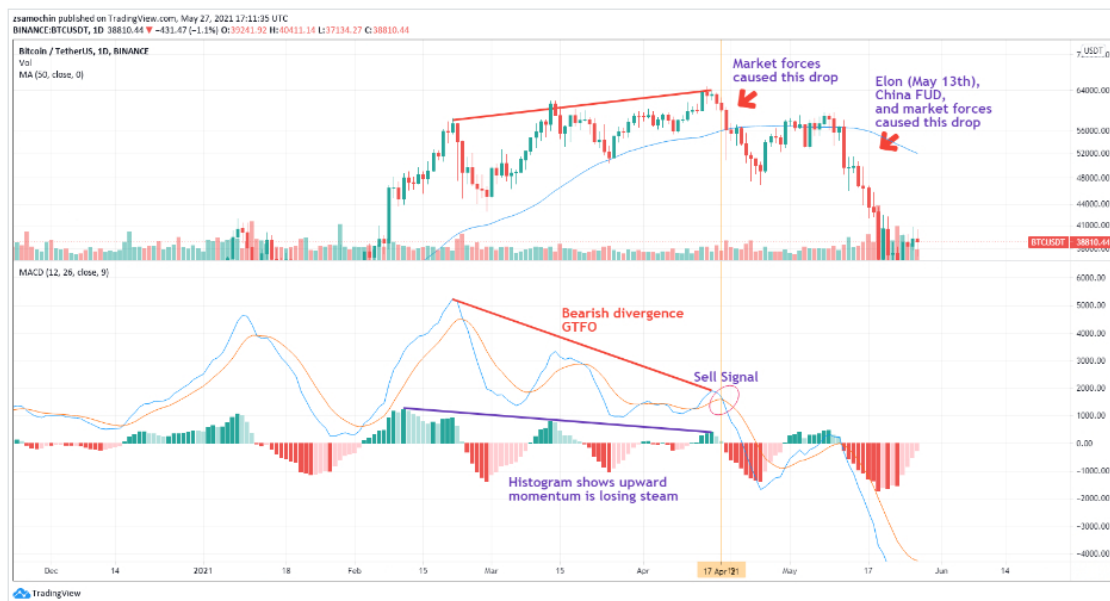 zsamochin published on TradingView.com, May 27, 2021 17:11:35 UTC
BINANCE:BTCUSDT, 1D 38810.44 ▼ −431.47 (−1.1%) O:39241.92 H:40411.14 L:37134.27 C:38810.44
Bitcoin / TetherUS, 1D, BINANCE
Vol
MA (50, close, 0)
USDT
Market forces
caused this drop
Elon (May 13th),
China FUD,
and market forces
caused this drop
64000.00
56000.00
52000.00
48000.00
44000.00
41000.00
BTCUSDT 38810.44
MACD (12, 26, close, 9)
6000.00
5000.00
Bearish divergence
GTFO
4000.00
3000.00
Sell Signal
2000.00
1000.00
0.00
Histogram shows upward
momentum is losing steam
−1000.00
−2000.00
−3000.00
−4000.00
Dec 14 2021 18 Feb 15 Mar 15 Apr 17 Apr '21 May 17 Jun 14
TradingView